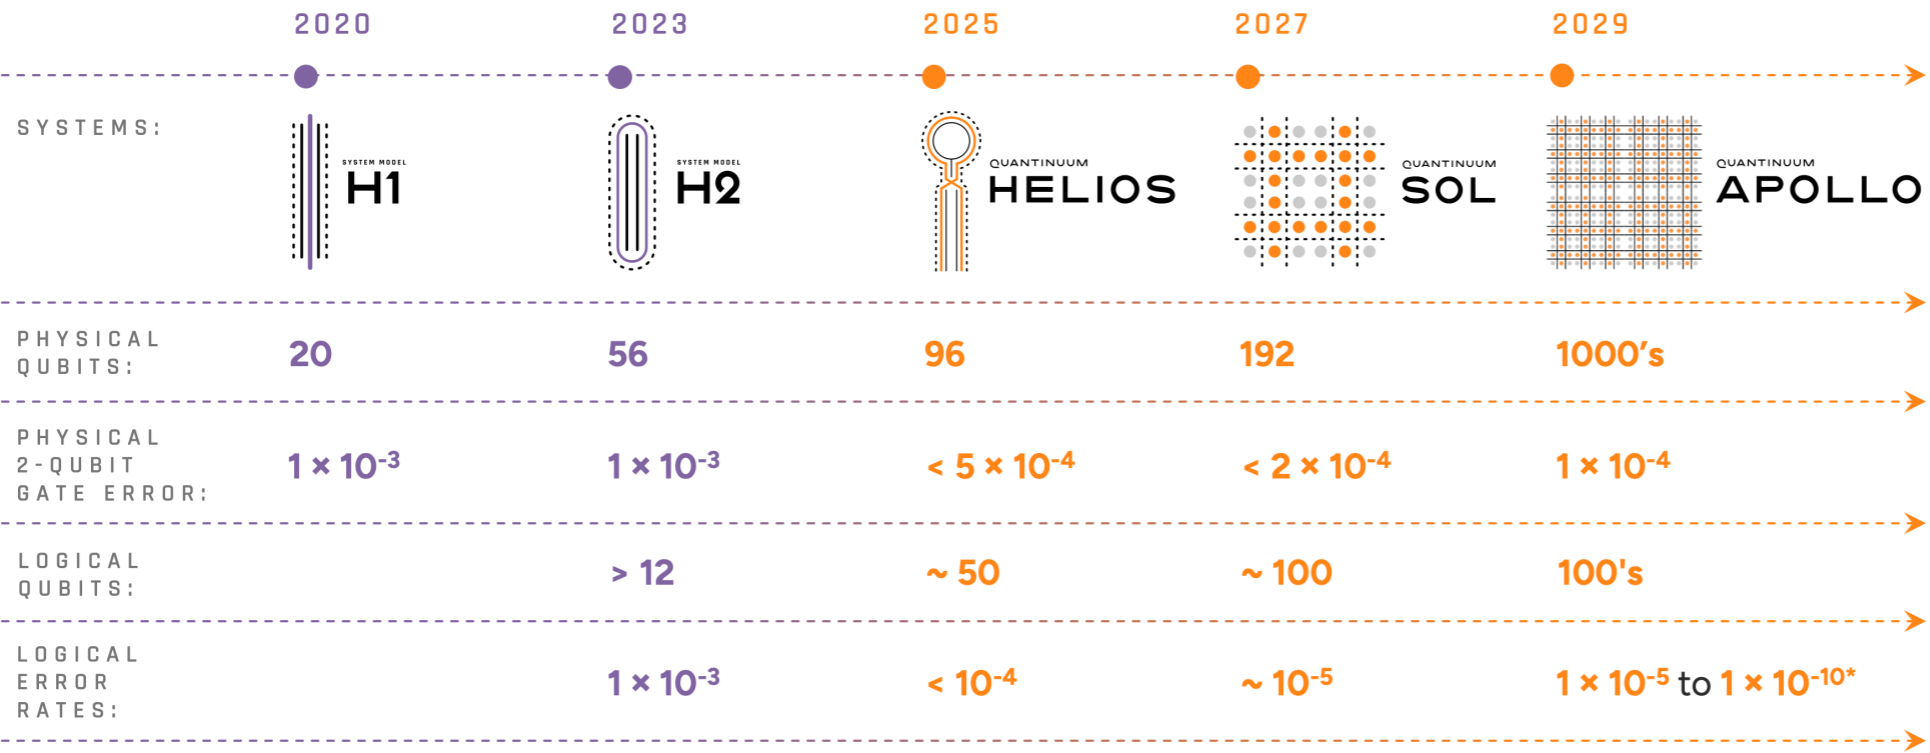 2020 2023 2025 2027 2029
SYSTEMS:
SYSTEM MODEL
H1
SYSTEM MODEL
H2
QUANTINUUM
HELIOS
QUANTINUUM
SOL
QUANTINUUM
APOLLO
PHYSICAL
QUBITS:
20 56 96 192 1000’s
PHYSICAL
2-QUBIT
GATE ERROR:
1 × 10⁻³ 1 × 10⁻³ < 5 × 10⁻⁴ < 2 × 10⁻⁴ 1 × 10⁻⁴
LOGICAL
QUBITS:
> 12 ~ 50 ~ 100 100's
LOGICAL
ERROR
RATES:
1 × 10⁻³ < 10⁻⁴ ~ 10⁻⁵ 1 × 10⁻⁵ to 1 × 10⁻¹⁰*